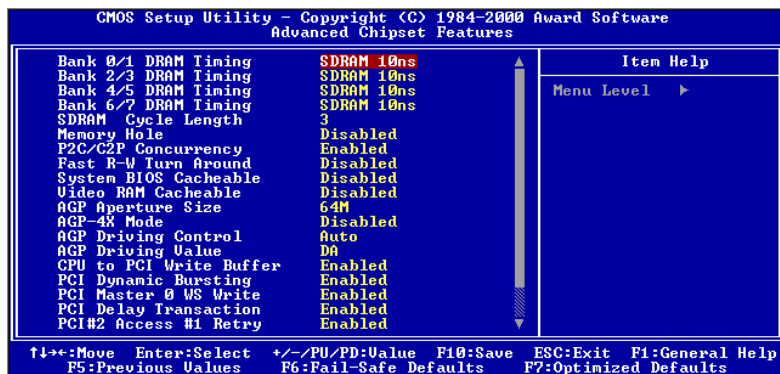 CMOS Setup Utility - Copyright (C) 1984-2000 Award Software
Advanced Chipset Features
Bank 0/1 DRAM Timing SDRAM 10ns
Bank 2/3 DRAM Timing SDRAM 10ns
Bank 4/5 DRAM Timing SDRAM 10ns
Bank 6/7 DRAM Timing SDRAM 10ns
SDRAM Cycle Length 3
Memory Hole Disabled
P2C/C2P Concurrency Enabled
Fast R-W Turn Around Disabled
System BIOS Cacheable Disabled
Video RAM Cacheable Disabled
AGP Aperture Size 64M
AGP-4X Mode Disabled
AGP Driving Control Auto
AGP Driving Value DA
CPU to PCI Write Buffer Enabled
PCI Dynamic Bursting Enabled
PCI Master 0 WS Write Enabled
PCI Delay Transaction Enabled
PCI#2 Access #1 Retry Enabled
Item Help
Menu Level ►
↑↓→←:Move Enter:Select +/-/PU/PD:Value F10:Save ESC:Exit F1:General Help
F5:Previous Values F6:Fail-Safe Defaults F7:Optimized Defaults